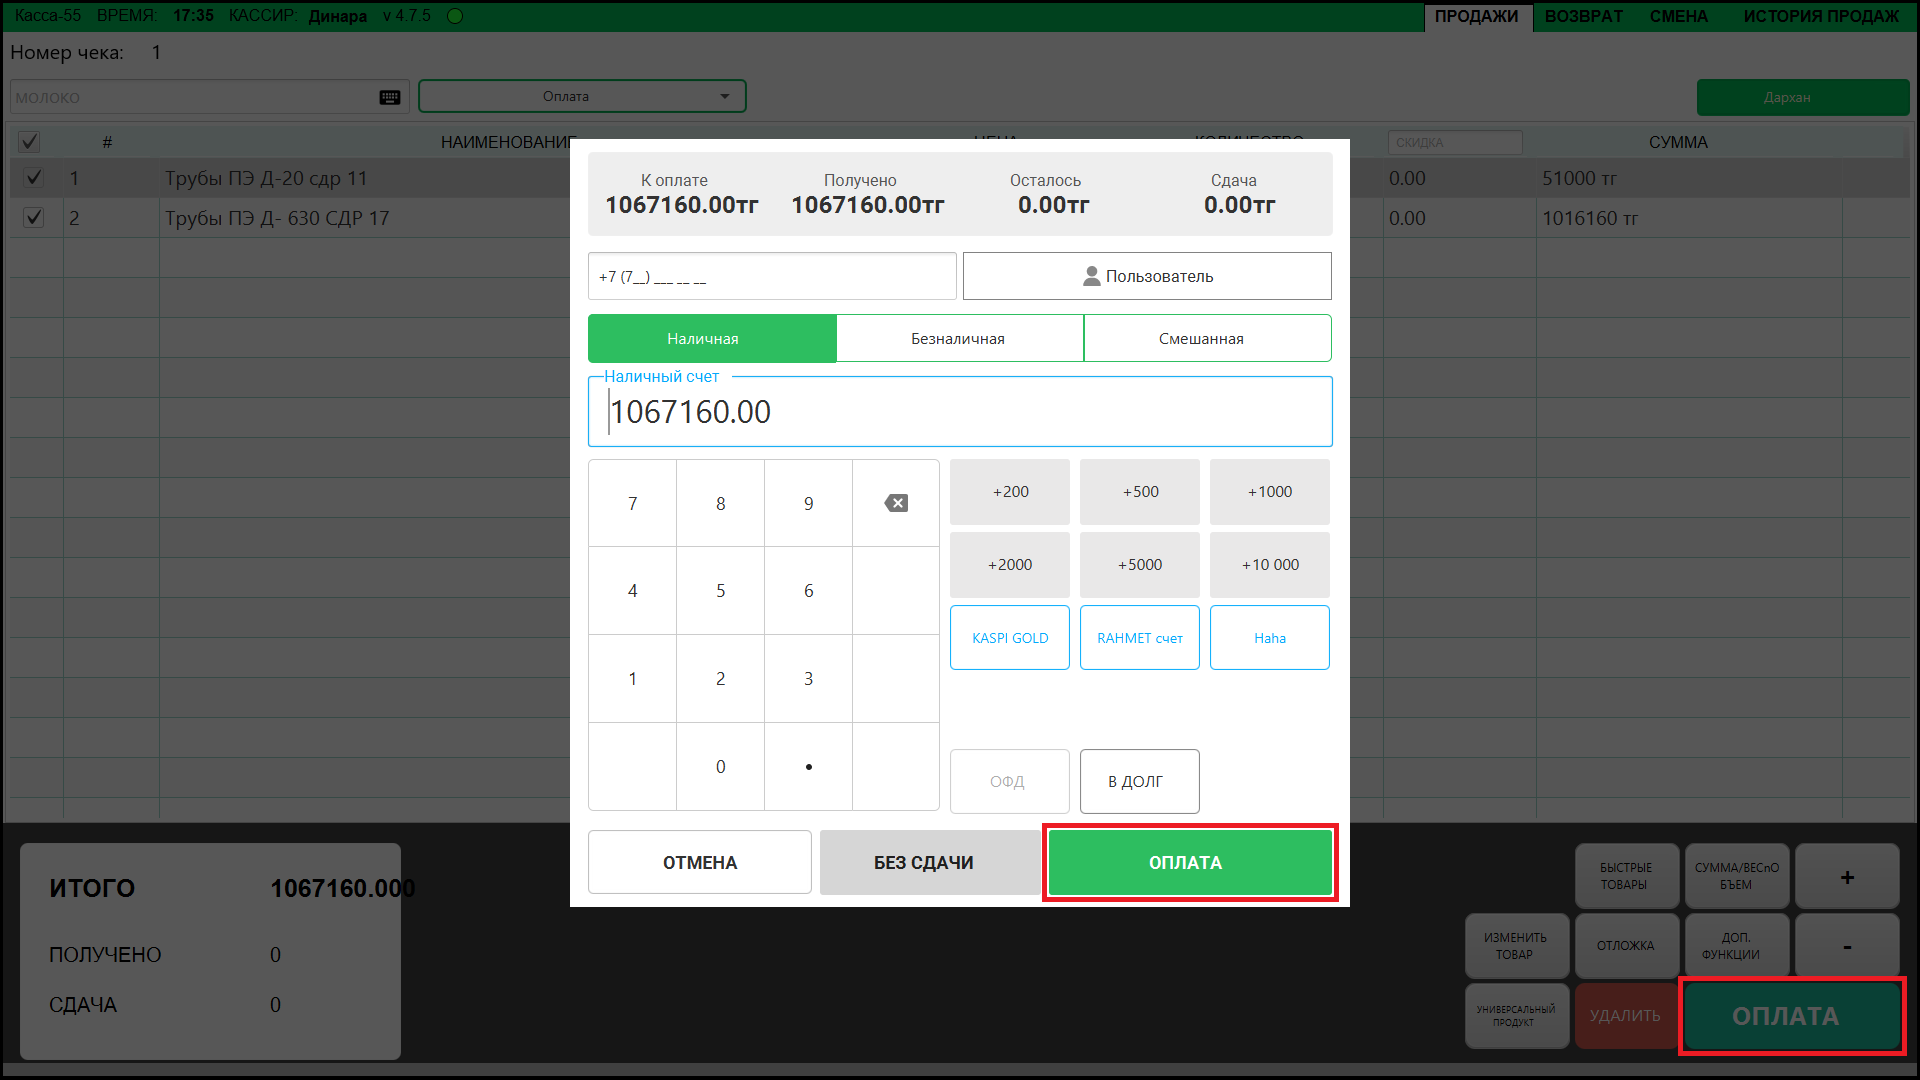 Касса-55 ВРЕМЯ: 17:35 КАССИР: Динара v 4.7.5 ПРОДАЖИ ВОЗВРАТ СМЕНА ИСТОРИЯ ПРОДАЖ
Номер чека: 1
МОЛОКО Оплата Дархан
# НАИМЕНОВАНИЕ ЦЕНА КОЛИЧЕСТВО СКИДКА СУММА
1 Трубы ПЭ Д-20 сдр 11 0.00 51000 тг
2 Трубы ПЭ Д- 630 СДР 17 0.00 1016160 тг
К оплате Получено Осталось Сдача
1067160.00тг 1067160.00тг 0.00тг 0.00тг
+7 (7__) ___ __ __ Пользователь
Наличная Безналичная Смешанная
Наличный счет
1067160.00
7 8 9 +200 +500 +1000
4 5 6 +2000 +5000 +10 000
1 2 3 KASPI GOLD RAHMET счет Haha
0 • ОФД В ДОЛГ
ОТМЕНА БЕЗ СДАЧИ ОПЛАТА
ИТОГО 1067160.000
ПОЛУЧЕНО 0
СДАЧА 0
БЫСТРЫЕ
ТОВАРЫ
СУММА/ВЕСпО
БЪЕМ
+
ИЗМЕНИТЬ
ТОВАР
ОТЛОЖКА
ДОП.
ФУНКЦИИ
-
УНИВЕРСАЛЬНЫЙ
ПРОДУКТ
УДАЛИТЬ
ОПЛАТА